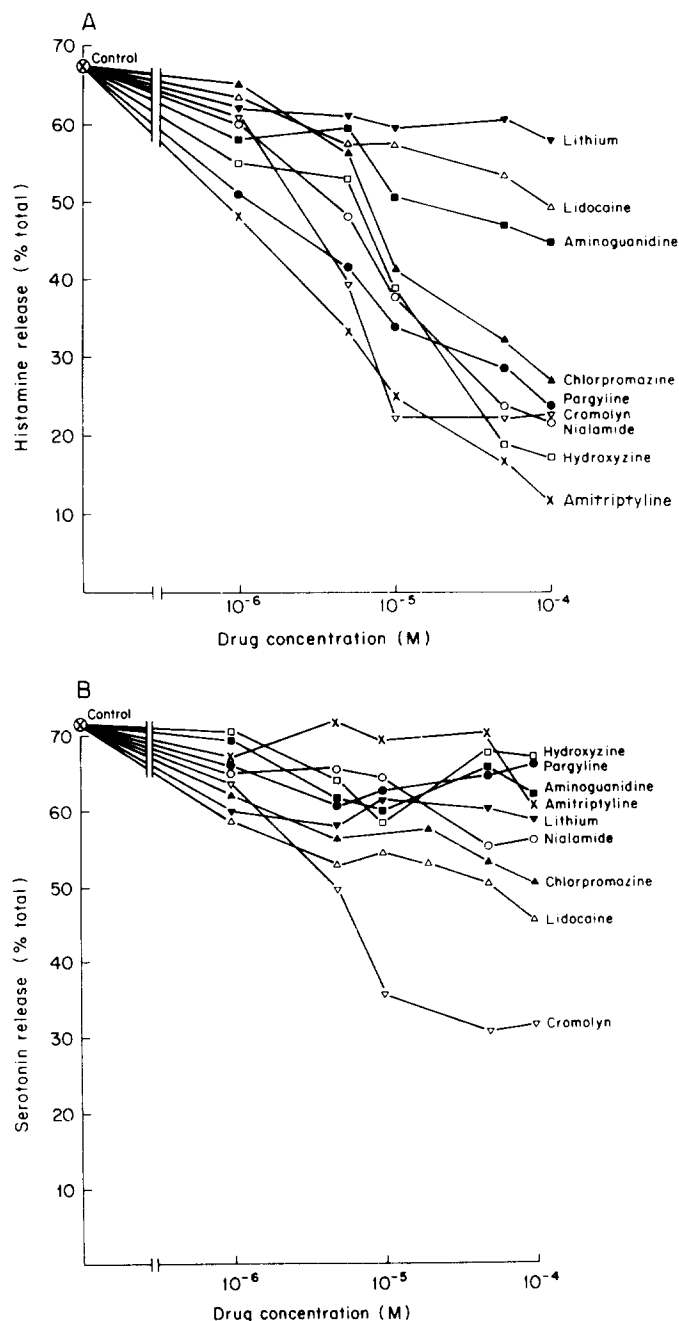 A
70
Control
60
50
40
30
20
10
Histamine release (% total)
Lithium
Lidocaine
Aminoguanidine
Chlorpromazine
Pargyline
Cromolyn
Nialamide
Hydroxyzine
Amitriptyline
10⁻⁶ 10⁻⁵ 10⁻⁴
Drug concentration (M)
B
Control
70
60
50
40
30
20
10
Serotonin release (% total)
Hydroxyzine
Pargyline
Aminoguanidine
Amitriptyline
Lithium
Nialamide
Chlorpromazine
Lidocaine
Cromolyn
10⁻⁶ 10⁻⁵ 10⁻⁴
Drug concentration (M)